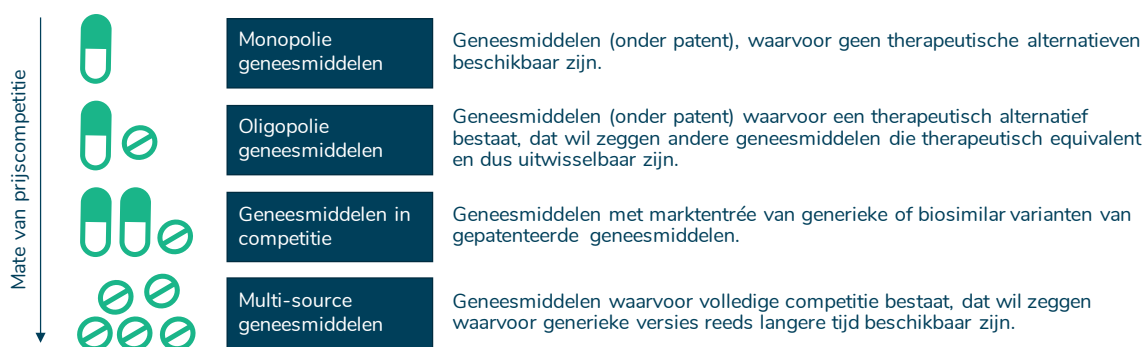 Mate van prijscompetitie
Monopolie
geneesmiddelen
Geneesmiddelen (onder patent), waarvoor geen therapeutische alternatieven
beschikbaar zijn.
Oligopolie
geneesmiddelen
Geneesmiddelen (onder patent) waarvoor een therapeutisch alternatief
bestaat, dat wil zeggen andere geneesmiddelen die therapeutisch equivalent
en dus uitwisselbaar zijn.
Geneesmiddelen in
competitie
Geneesmiddelen met marktentrée van generieke of biosimilar varianten van
gepatenteerde geneesmiddelen.
Multi-source
geneesmiddelen
Geneesmiddelen waarvoor volledige competitie bestaat, dat wil zeggen
waarvoor generieke versies reeds langere tijd beschikbaar zijn.